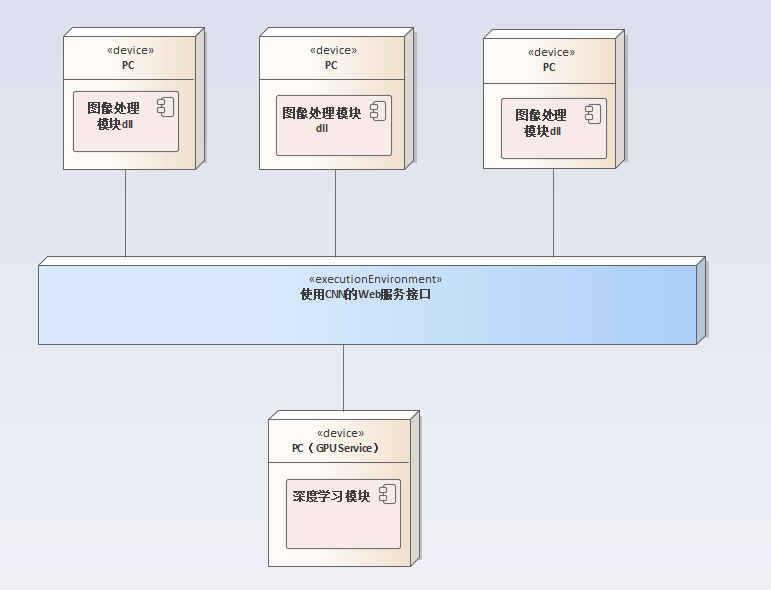 «device»
PC
图像处理
模块dll
«device»
PC
图像处理模块
dll
«device»
PC
图像处理
模块dll
«executionEnvironment»
使用CNN的Web服务接口
«device»
PC（GPU Service）
深度学习模块